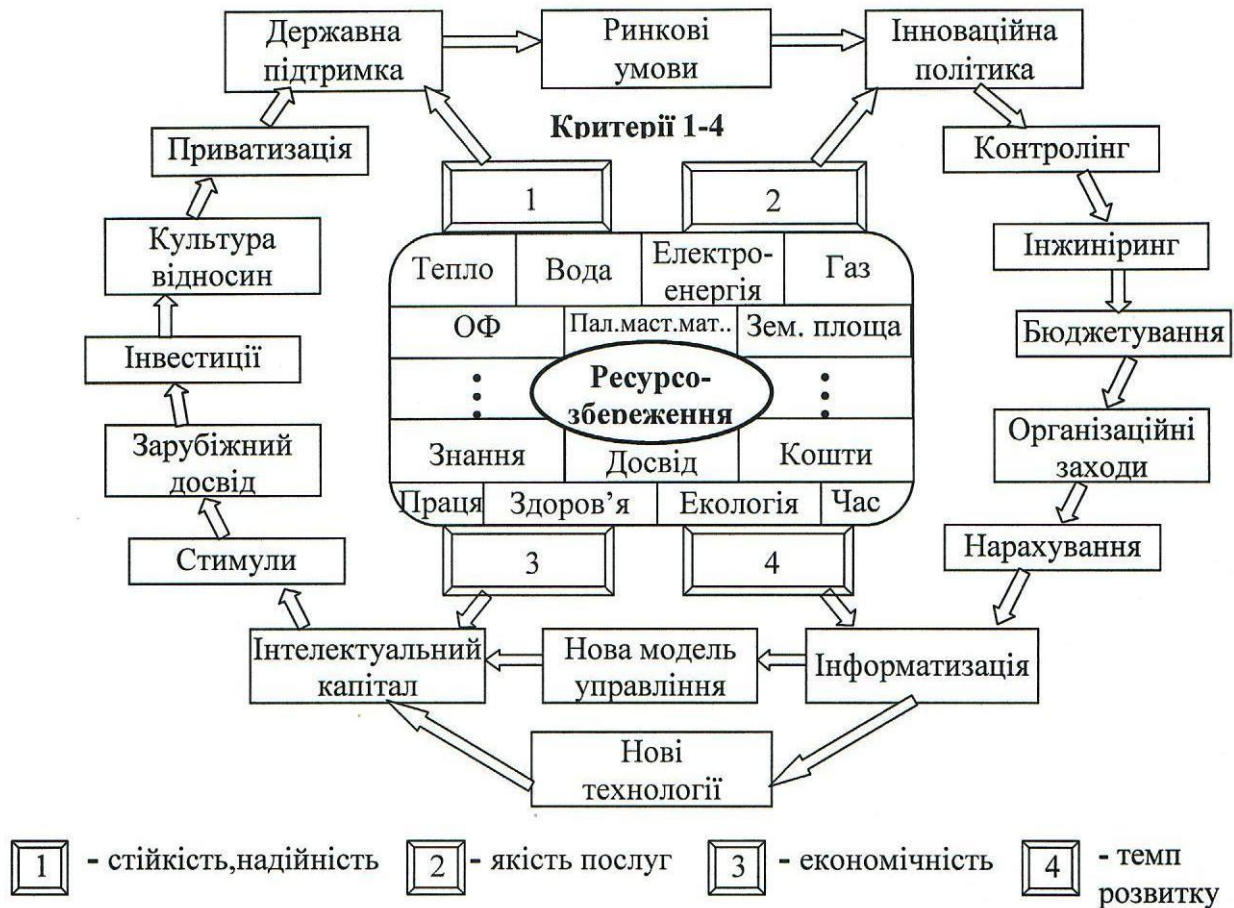 Державна
підтримка
Ринкові
умови
Інноваційна
політика
Критерії 1-4
Приватизація
Контролінг
1
2
Культура
відносин
Інжиніринг
Тепло
Вода
Електро-
енергія
Газ
ОФ
Пал.маст.мат..
Зем. площа
Інвестиції
Бюджетування
Ресурсо-
збереження
Зарубіжний
досвід
Організаційні
заходи
Знання
Досвід
Кошти
Праця
Здоров’я
Екологія
Час
Стимули
3
4
Нарахування
Інтелектуальний
капітал
Нова модель
управління
Інформатизація
Нові
технології
1 - стійкість,надійність
2 - якість послуг
3 - економічність
4 - темп
розвитку